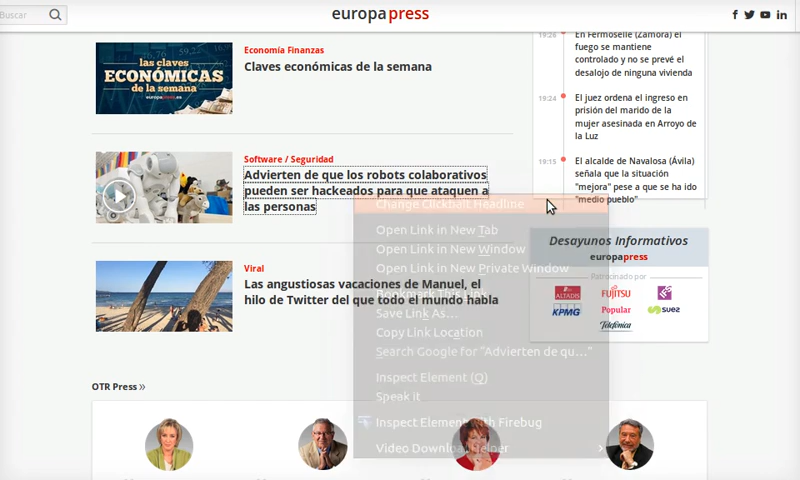 Buscar
europapress
in
Economía Finanzas
Claves económicas de la semana
las claves
ECONÓMICAS
de la semana
europapress.es
Software / Seguridad
Advierten de que los robots colaborativos
pueden ser hackeados para que ataquen a
las personas
Viral
Las angustiosas vacaciones de Manuel, el
hilo de Twitter del que todo el mundo habla
19:26
En Fermoselle (Zamora) el
fuego se mantiene
controlado y no se prevé el
desalojo de ninguna vivienda
19:24
El juez ordena el ingreso en
prisión del marido de la
mujer asesinada en Arroyo de
la Luz
19:15
El alcalde de Navalosa (Ávila)
señala que la situación
"mejora" pese a que se ha ido
"medio pueblo"
Change Clickbait Headline
Open Link in New Tab
Open Link in New Window
Open Link in New Private Window
Bookmark This Link
Save Link As...
Copy Link Location
Search Google for "Advierten de qu..."
Inspect Element (Q)
Speak it
Inspect Element with Firebug
Video DownloadHelper
Desayunos Informativos
europapress
Patrocinado por
ALTADIS
FUJITSU
KPMG
Popular
suez
Telefónica
OTR Press »